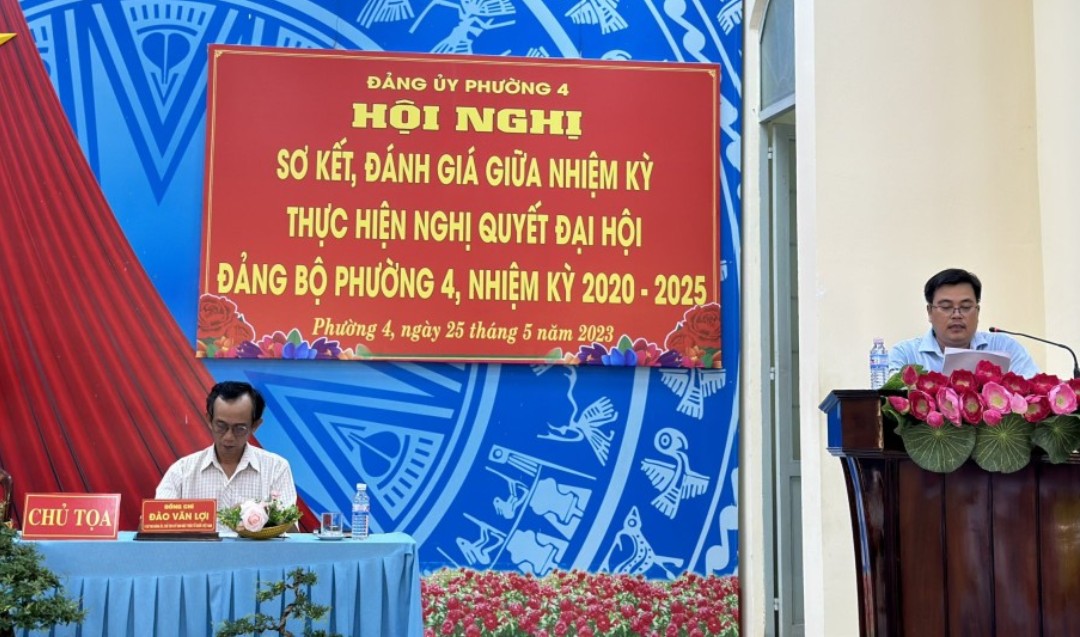 ĐẢNG ỦY PHƯỜNG 4
HỘI NGHỊ
SƠ KẾT, ĐÁNH GIÁ GIỮA NHIỆM KỲ
THỰC HIỆN NGHỊ QUYẾT ĐẠI HỘI
ĐẢNG BỘ PHƯỜNG 4, NHIỆM KỲ 2020 - 2025
Phường 4, ngày 25 tháng 5 năm 2023
CHỦ TỌA
ĐỒNG CHÍ
ĐÀO VĂN LỢI